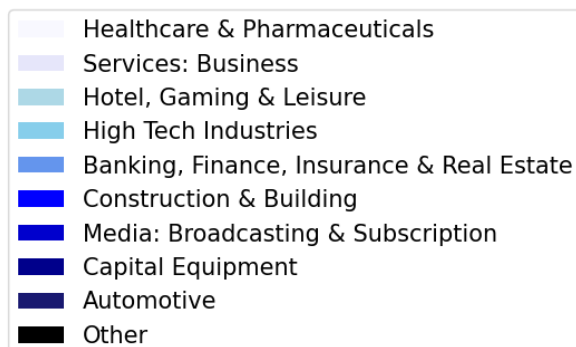 Healthcare & Pharmaceuticals
Services: Business
Hotel, Gaming & Leisure
High Tech Industries
Banking, Finance, Insurance & Real Estate
Construction & Building
Media: Broadcasting & Subscription
Capital Equipment
Automotive
Other